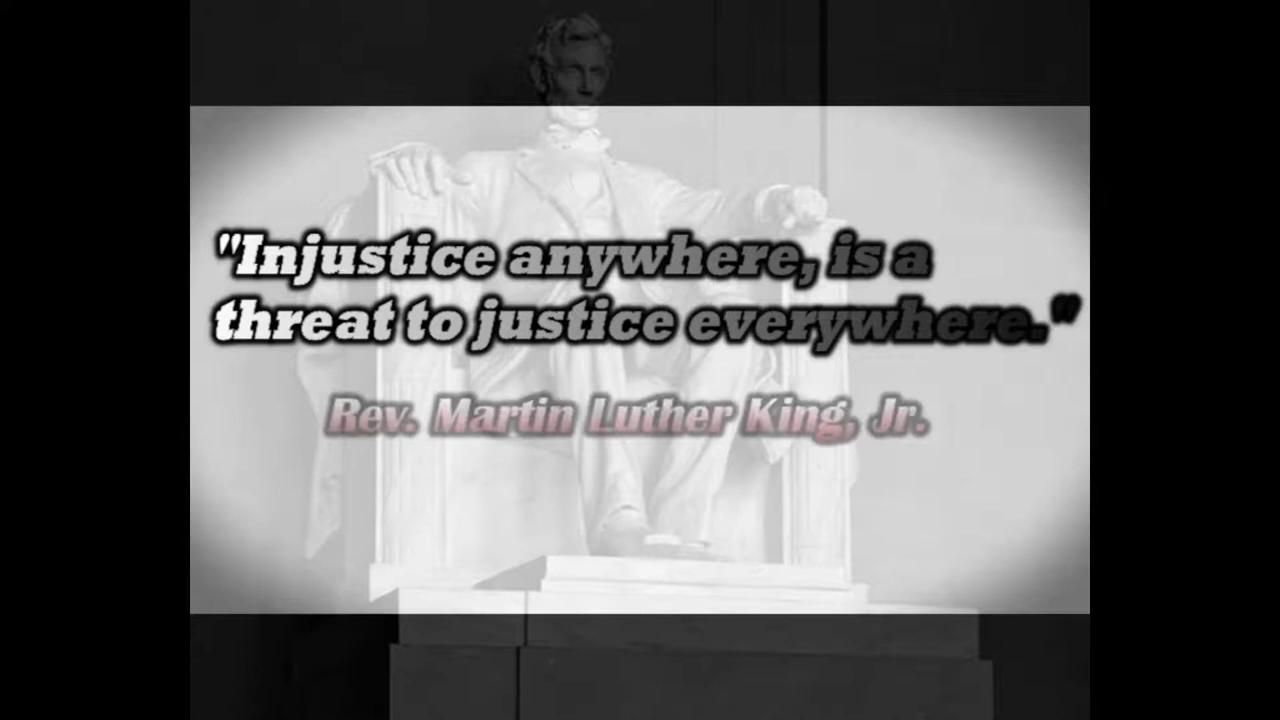 "Injustice anywhere, is a
threat to justice everywhere."
Rev. Martin Luther King, Jr.